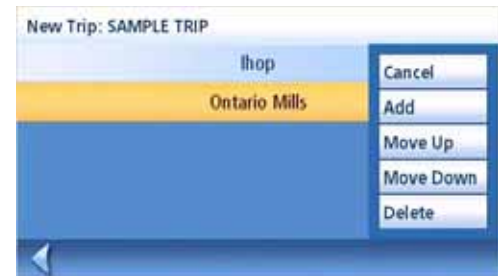 New Trip: SAMPLE TRIP
Ihop
Ontario Mills
Cancel
Add
Move Up
Move Down
Delete